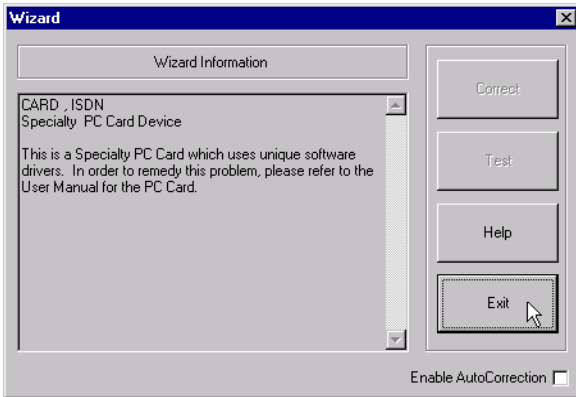 Wizard
Wizard Information
CARD , ISDN
Specialty  PC Card Device
This is a Specialty PC Card which uses unique software
drivers.  In order to remedy this problem, please refer to the
User Manual for the PC Card.
Correct
Test
Help
Exit
Enable AutoCorrection